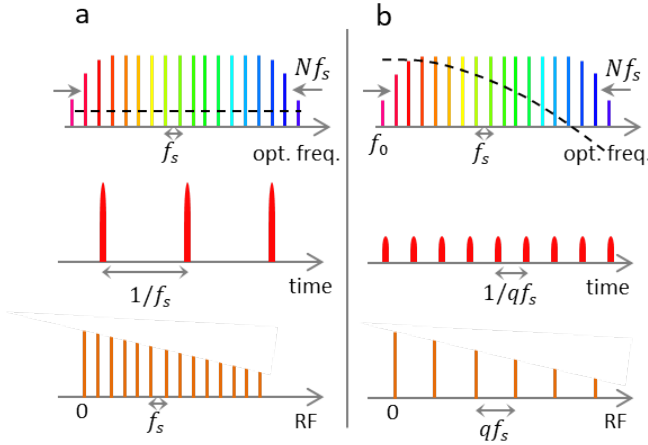 a
Nf_s
f_s
opt. freq.
1/f_s
time
0
f_s
RF
b
Nf_s
f_0
f_s
opt. freq.
1/qf_s
time
0
qf_s
RF